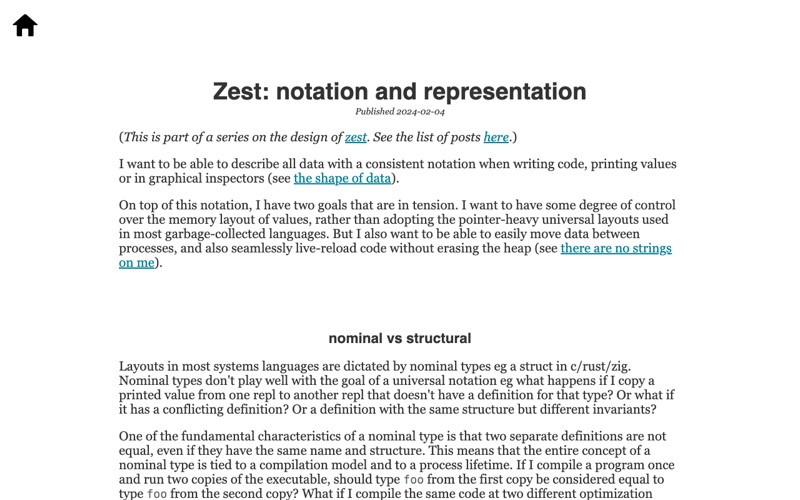 Zest: notation and representation
Published 2024-02-04
(This is part of a series on the design of zest. See the list of posts here.)
I want to be able to describe all data with a consistent notation when writing code, printing values
or in graphical inspectors (see the shape of data).
On top of this notation, I have two goals that are in tension. I want to have some degree of control
over the memory layout of values, rather than adopting the pointer-heavy universal layouts used
in most garbage-collected languages. But I also want to be able to easily move data between
processes, and also seamlessly live-reload code without erasing the heap (see there are no strings
on me).
nominal vs structural
Layouts in most systems languages are dictated by nominal types eg a struct in c/rust/zig.
Nominal types don't play well with the goal of a universal notation eg what happens if I copy a
printed value from one repl to another repl that doesn't have a definition for that type? Or what if
it has a conflicting definition? Or a definition with the same structure but different invariants?
One of the fundamental characteristics of a nominal type is that two separate definitions are not
equal, even if they have the same name and structure. This means that the entire concept of a
nominal type is tied to a compilation model and to a process lifetime. If I compile a program once
and run two copies of the executable, should type foo from the first copy be considered equal to
type foo from the second copy? What if I compile the same code at two different optimization